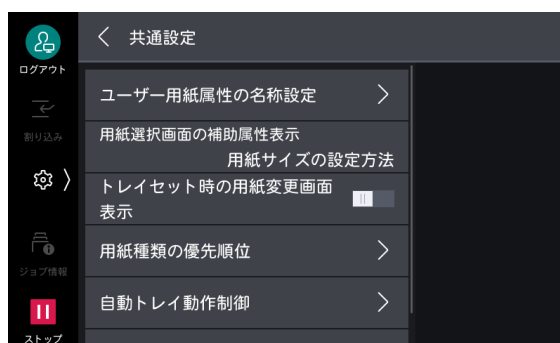 共通設定
ログアウト
割り込み
ジョブ情報
ストップ
ユーザー用紙属性の名称設定
用紙選択画面の補助属性表示
用紙サイズの設定方法
トレイセット時の用紙変更画面
表示
用紙種類の優先順位
自動トレイ動作制御